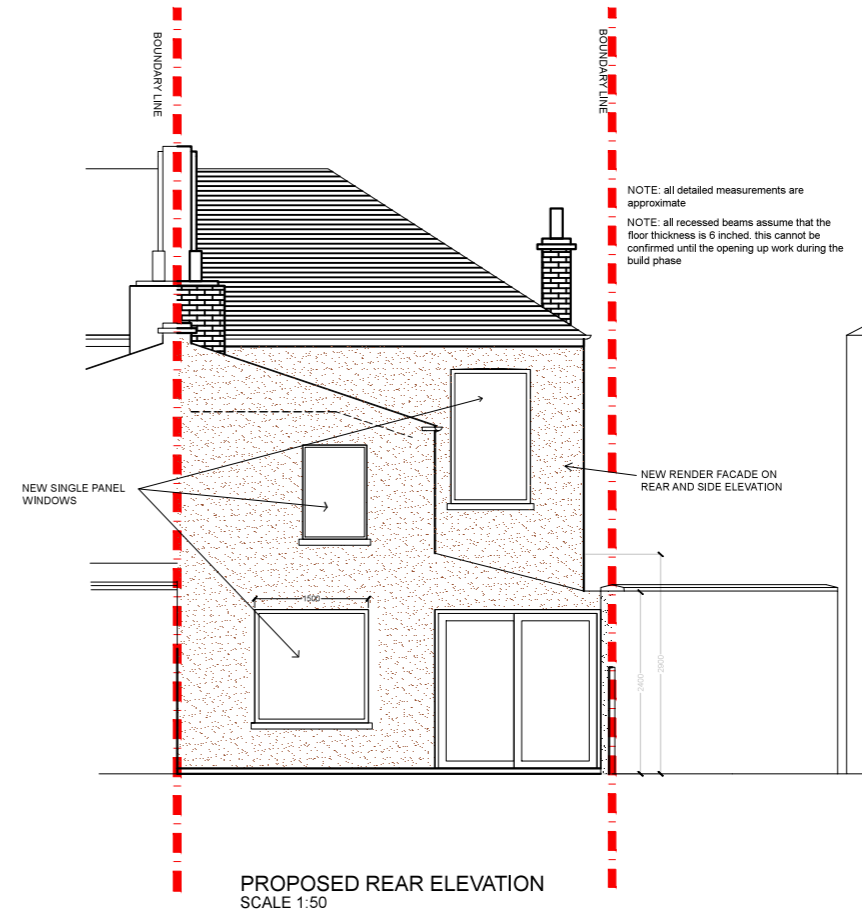 BOUNDARY LINE
BOUNDARY LINE
NOTE: all detailed measurements are
approximate
NOTE: all recessed beams assume that the
floor thickness is 6 inched. this cannot be
confirmed until the opening up work during the
build phase
NEW SINGLE PANEL
WINDOWS
NEW RENDER FACADE ON
REAR AND SIDE ELEVATION
1500
2400
2900
PROPOSED REAR ELEVATION
SCALE 1:50